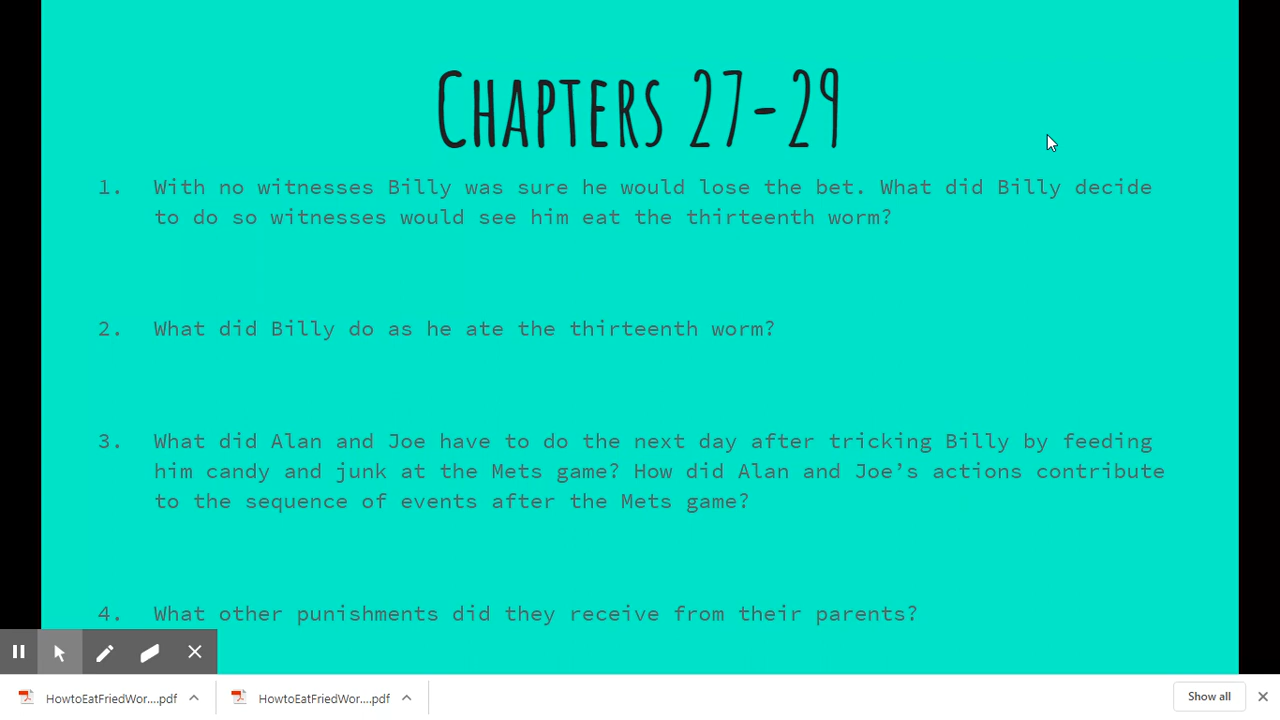 Chapters 27-29
1. With no witnesses Billy was sure he would lose the bet. What did Billy decide
to do so witnesses would see him eat the thirteenth worm?
2. What did Billy do as he ate the thirteenth worm?
3. What did Alan and Joe have to do the next day after tricking Billy by feeding
him candy and junk at the Mets game? How did Alan and Joe’s actions contribute
to the sequence of events after the Mets game?
4. What other punishments did they receive from their parents?
HowtoEatFriedWor....pdf
HowtoEatFriedWor....pdf
Show all